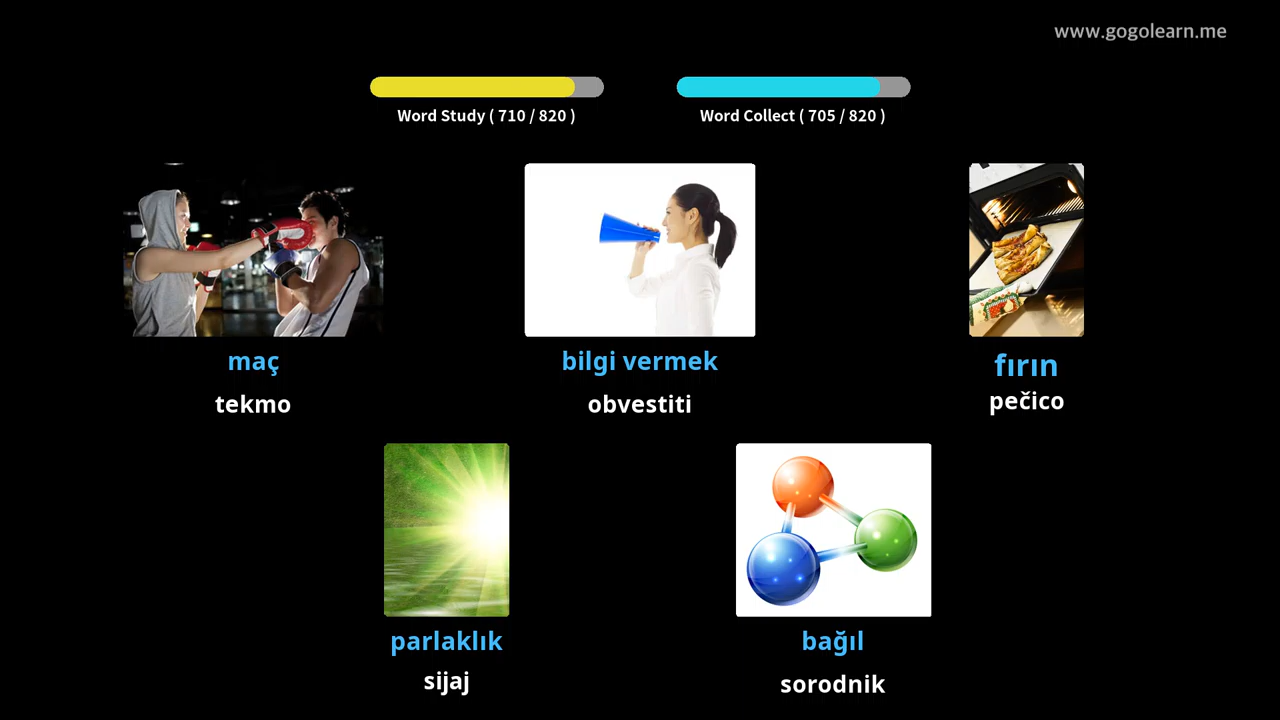 www.gogolearn.me
Word Study ( 710 / 820 )
Word Collect ( 705 / 820 )
maç
bilgi vermek
fırın
tekmo
obvestiti
pečico
parlaklık
bağıl
sijaj
sorodnik